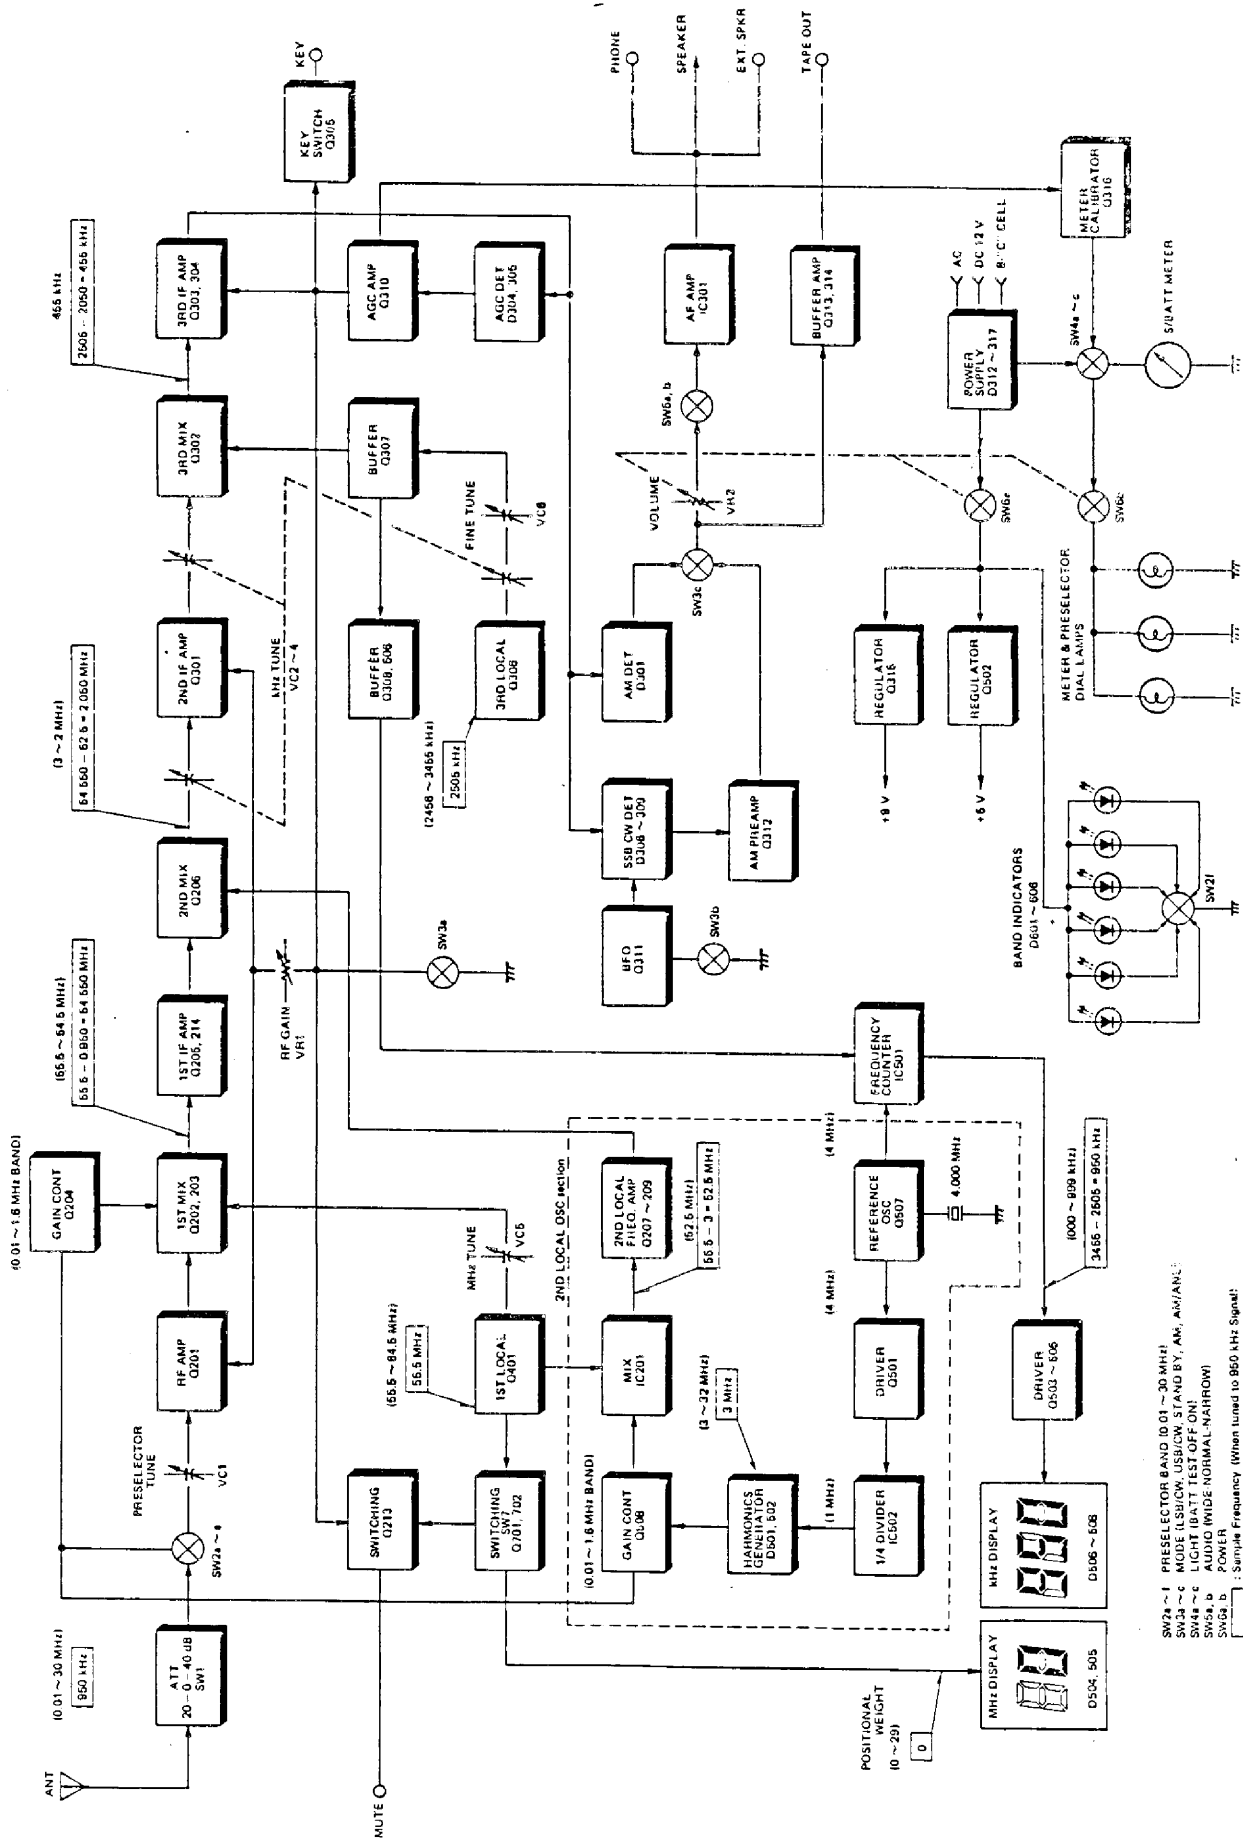 ANT
(0.01 ~ 30 MHz)
950 kHz
ATT
20-0-40 dB
SW1
SW2a ~ e
PRESELECTOR
TUNE
VC1
RF AMP
Q201
(0.01 ~ 1.6 MHz BAND)
GAIN CONT
Q204
1ST MIX
Q202, 203
(55.5 ~ 54.5 MHz)
55.5 - 0.950 = 54.550 MHz
1ST IF AMP
Q205, 214
2ND MIX
Q206
(3 ~ 2 MHz)
54.550 - 52.5 = 2.050 MHz
2ND IF AMP
Q301
kHz TUNE
VC2 ~ 4
3RD MIX
Q302
455 kHz
2505 - 2050 = 455 kHz
3RD IF AMP
Q303, 304
KEY
SWITCH
Q305
KEY
MUTE
SWITCHING
Q213
SWITCHING
SW7
Q701, 702
(55.5 ~ 84.5 MHz)
55.5 MHz
1ST LOCAL
Q401
MHz TUNE
VC5
RF GAIN
VR1
SW3a
BUFFER
Q308, 506
BUFFER
Q307
AGC AMP
Q310
AGC DET
D304, 305
(2455 ~ 3455 kHz)
2505 kHz
3RD LOCAL
Q306
FINE TUNE
VC6
2ND LOCAL OSC section
(0.01 ~ 1.6 MHz BAND)
GAIN CONT
Q508
MIX
IC201
2ND LOCAL
FREQ. AMP
Q207 ~ 209
(52.5 MHz)
55.5 - 3 = 52.5 MHz
HARMONICS
GENERATOR
D501, 502
(3 ~ 32 MHz)
3 MHz
(1 MHz)
1/4 DIVIDER
IC502
DRIVER
Q501
(4 MHz)
REFERENCE
OSC
Q507
4.000 MHz
(4 MHz)
FREQUENCY
COUNTER
IC501
BFO
Q311
SW3b
SSB CW DET
D306 ~ 309
AM DET
D301
AM PREAMP
Q312
SW3c
VOLUME
VR2
SW5a, b
AF AMP
IC301
BUFFER AMP
Q313, 314
PHONE
SPEAKER
EXT. SPKR
TAPE OUT
POSITIONAL
WEIGHT
(0 ~ 29)
0
MHz DISPLAY
D504, 505
kHz DISPLAY
950
D506 ~ 508
DRIVER
Q503 ~ 505
(000 ~ 999 kHz)
3455 - 2505 = 950 kHz
BAND INDICATORS
D601 ~ 606
SW2f
+9 V
REGULATOR
Q315
+5 V
REGULATOR
Q502
SW6a
POWER
SUPPLY
D312 ~ 317
AC
DC 12 V
8-"C" CELL
METER
CALIBRATOR
Q316
SW4a ~ c
S/BATT METER
SW6b
METER & PRESELECTOR
DIAL LAMPS
SW2a ~ f PRESELECTOR BAND (0.01 ~ 30 MHz)
SW3a ~ c MODE (LSB/CW, USB/CW, STAND BY, AM, AM/ANL)
SW4a ~ c LIGHT (BATT TEST-OFF-ON)
SW5a, b AUDIO (WIDE-NORMAL-NARROW)
SW6a, b POWER
: Sample Frequency (When tuned to 950 kHz Signal)